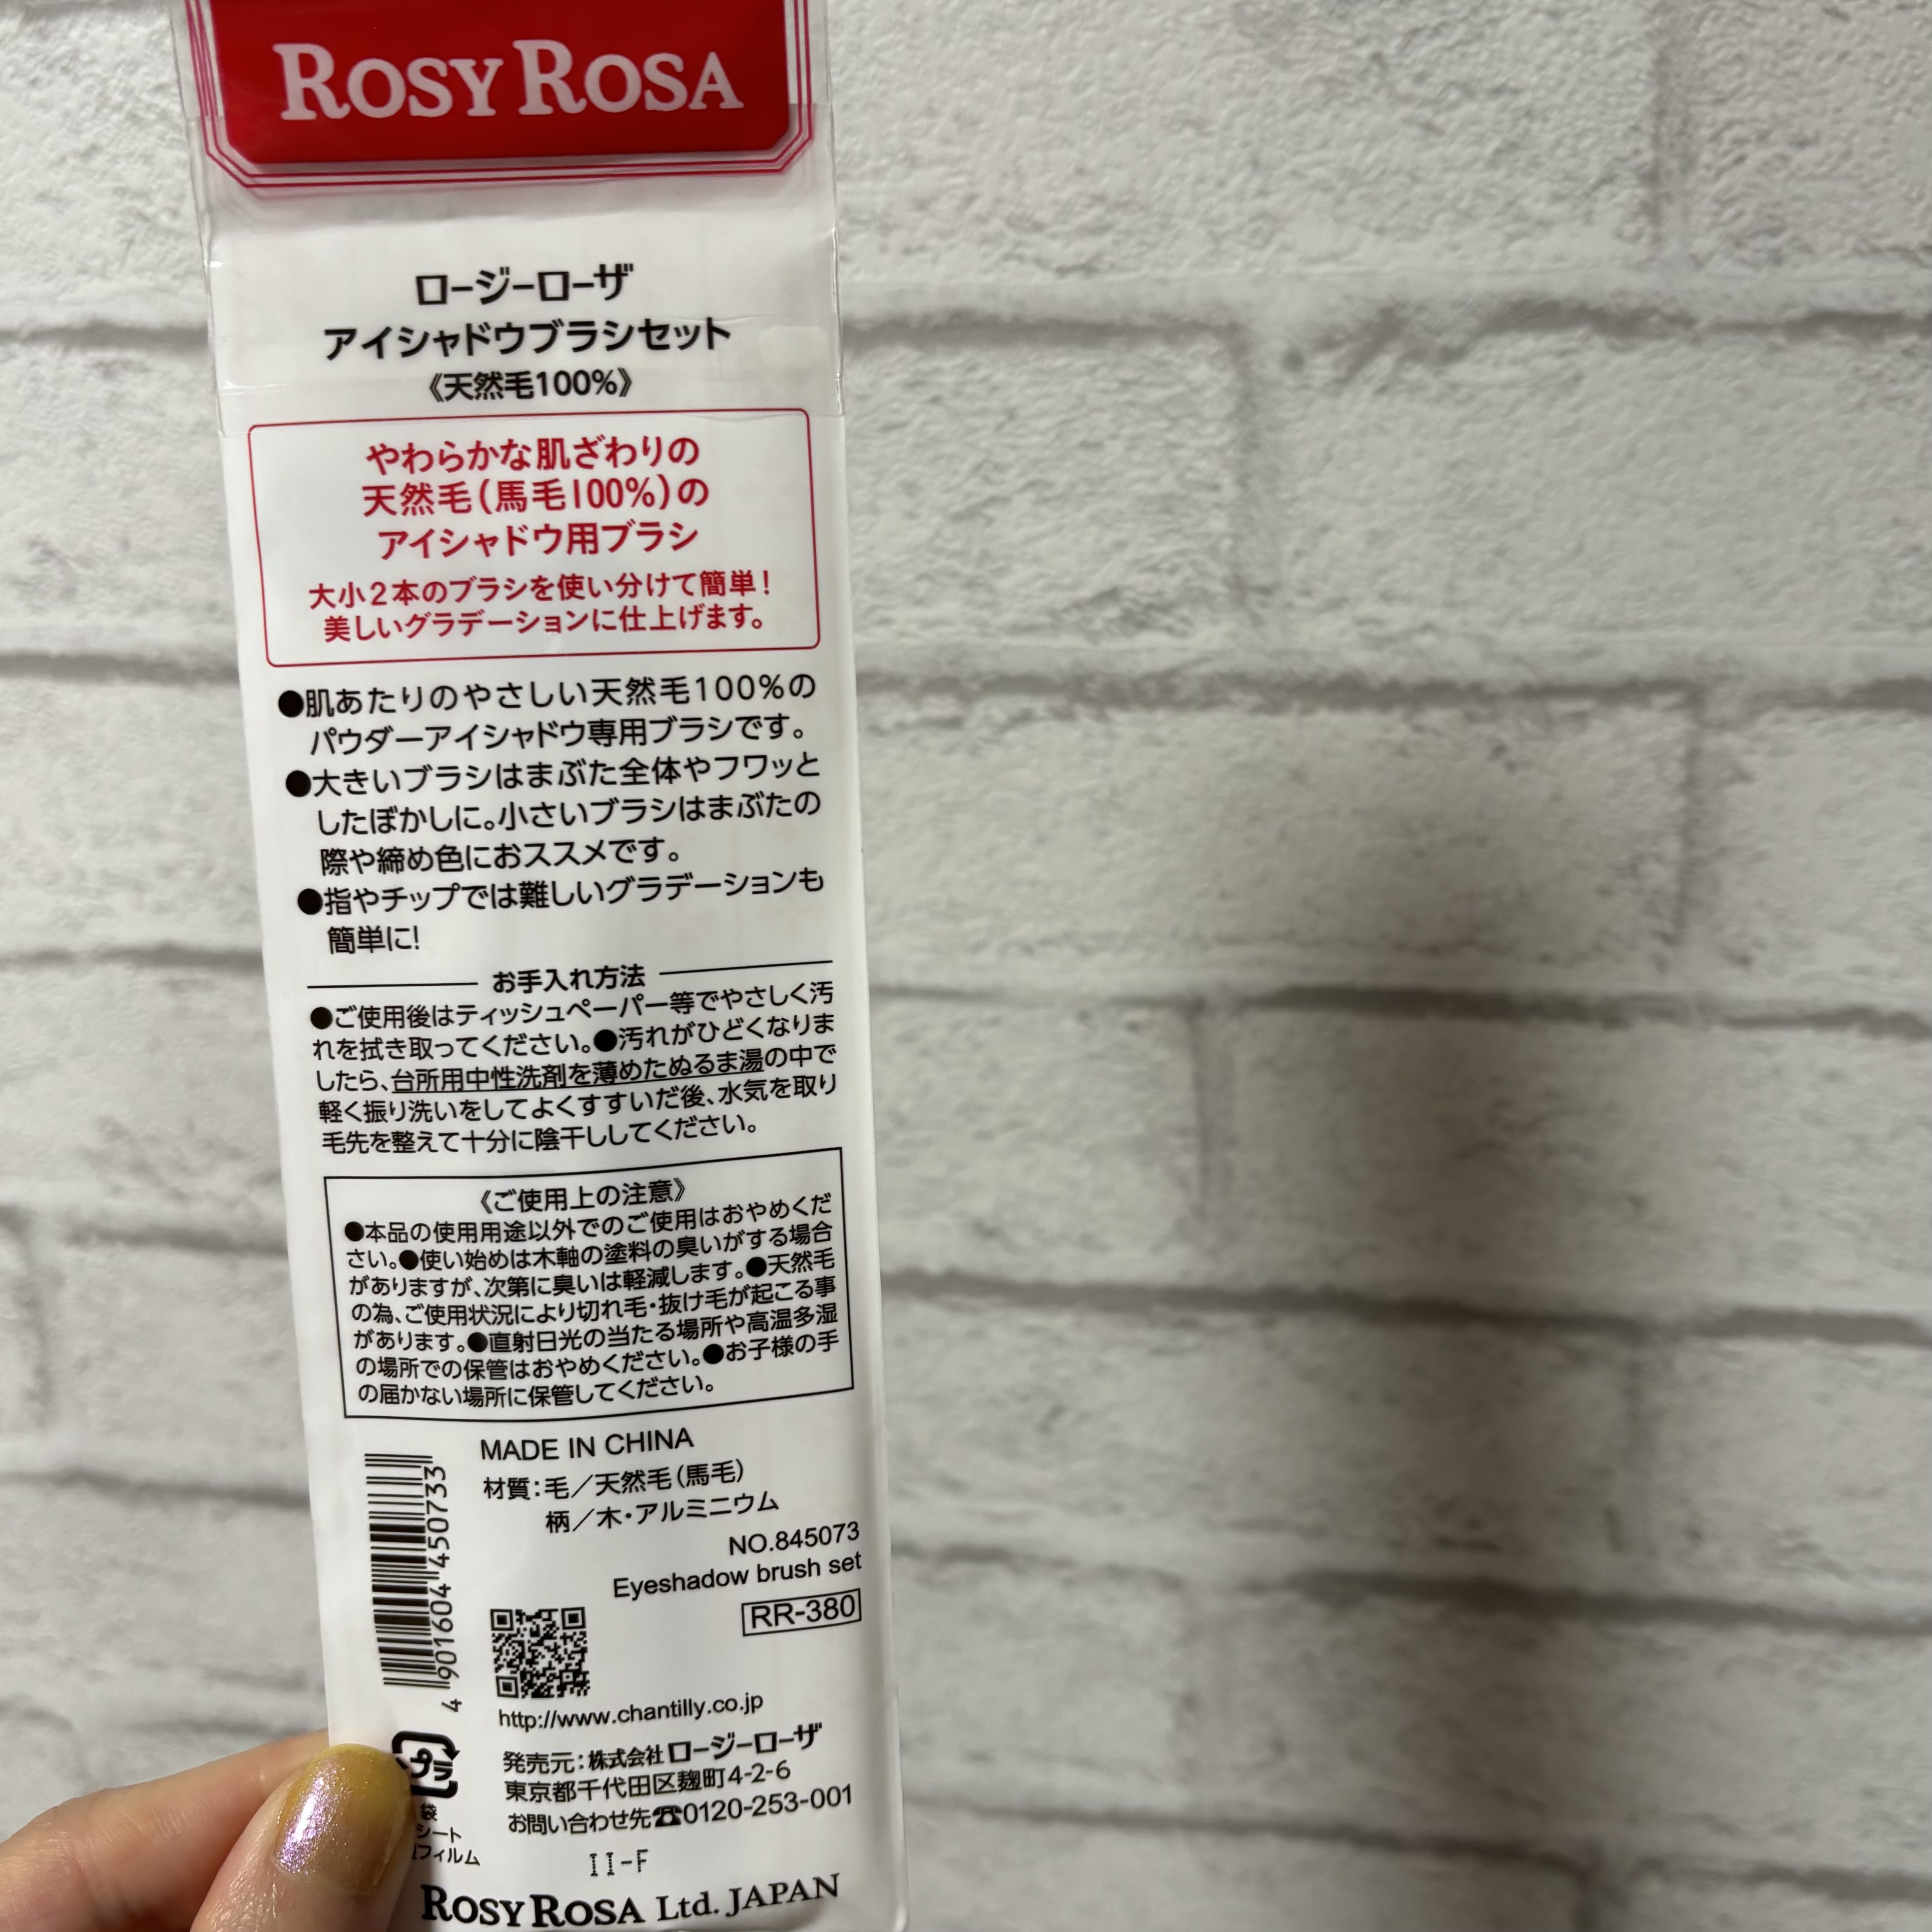 ROSY ROSA
ロージーローザ
アイシャドウブラシセット
《天然毛100%》
やわらかな肌ざわりの
天然毛(馬毛100%)の
アイシャドウ用ブラシ
大小2本のブラシを使い分けて簡単!
美しいグラデーションに仕上げます。
●肌あたりのやさしい天然毛100%の
パウダーアイシャドウ専用ブラシです。
●大きいブラシはまぶた全体やフワッと
したぼかしに。小さいブラシはまぶたの
際や締め色におススメです。
●指やチップでは難しいグラデーションも
簡単に!
お手入れ方法
●ご使用後はティッシュペーパー等でやさしく汚
れを拭き取ってください。●汚れがひどくなりま
したら、台所用中性洗剤を薄めたぬるま湯の中で
軽く振り洗いをしてよくすすいだ後、水気を取り
毛先を整えて十分に陰干ししてください。
《ご使用上の注意》
●本品の使用用途以外でのご使用はおやめくだ
さい。●使い始めは木軸の塗料の臭いがする場合
がありますが、次第に臭いは軽減します。●天然毛
の為、ご使用状況により切れ毛・抜け毛が起こる事
があります。●直射日光の当たる場所や高温多湿
の場所での保管はおやめください。●お子様の手
の届かない場所に保管してください。
MADE IN CHINA
材質:毛/天然毛(馬毛)
柄/木・アルミニウム
NO.845073
Eyeshadow brush set
RR-380
4 901604 450733
http://www.chantilly.co.jp
プラ
袋
シート
フィルム
発売元:株式会社ロージーローザ
東京都千代田区麹町4-2-6
お問い合わせ先☎0120-253-001
II-F
ROSY ROSA Ltd. JAPAN